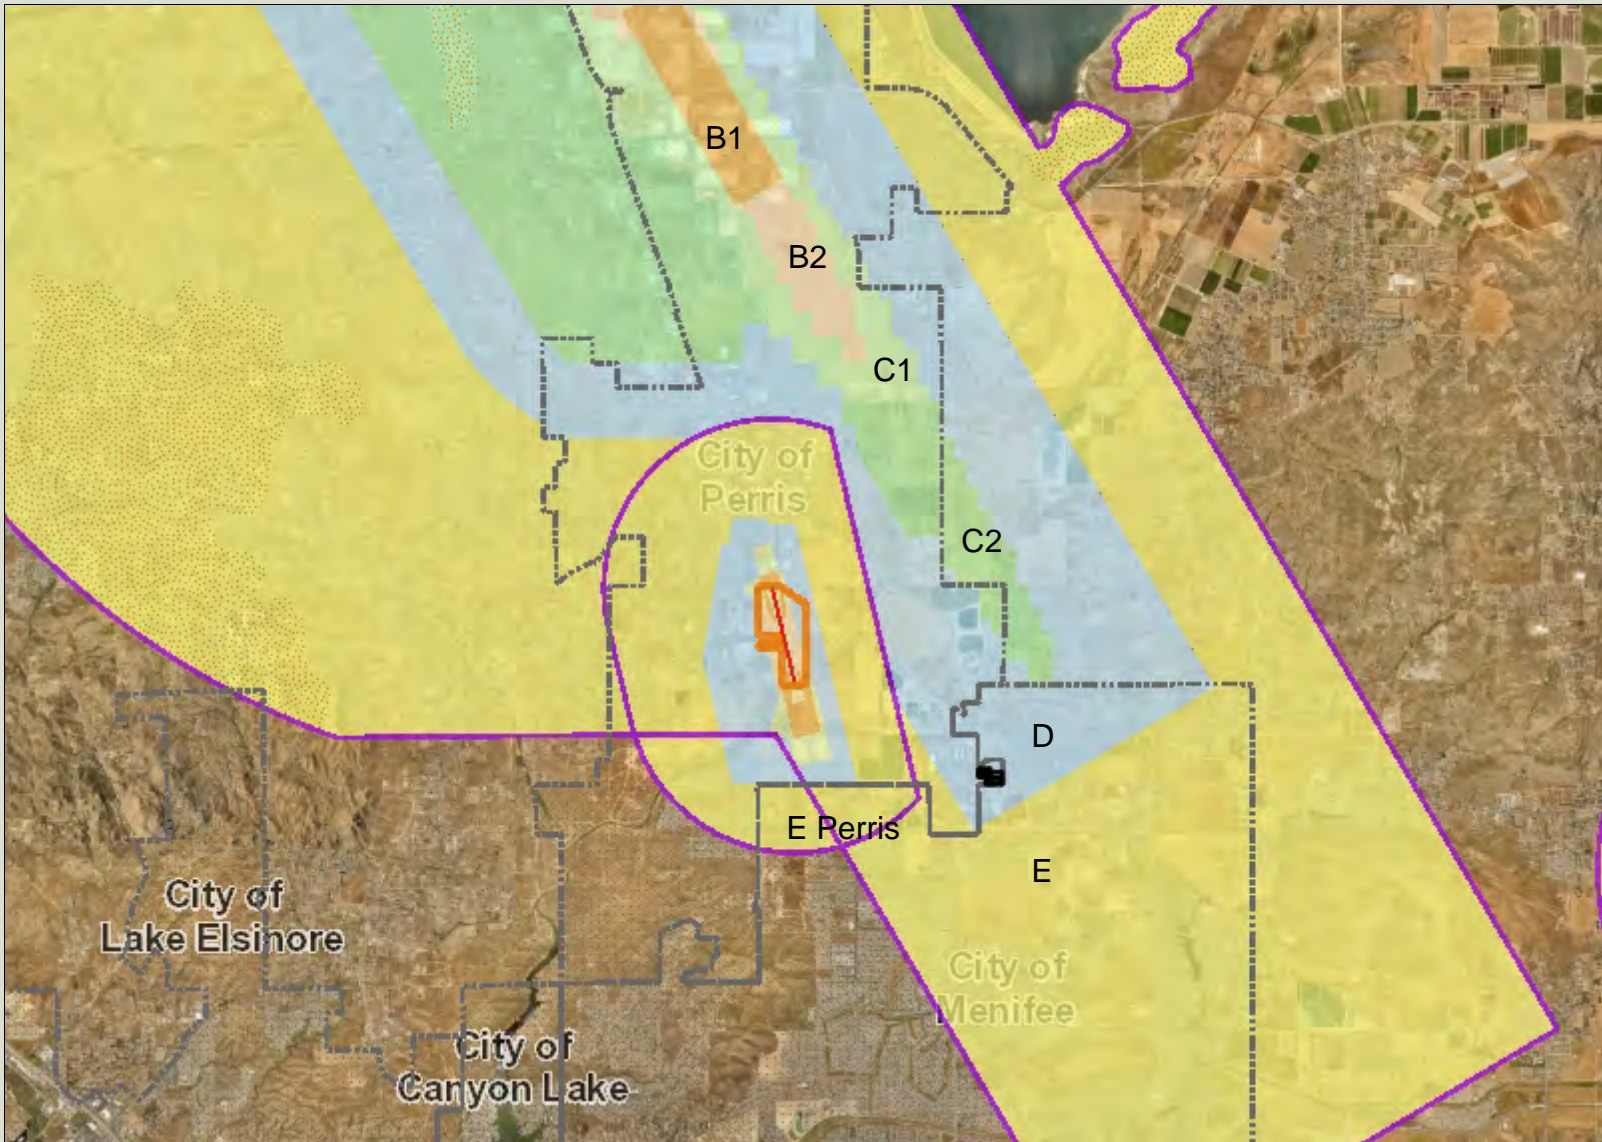 B1
B2
C1
City of
Perris
C2
D
E Perris
E
City of
Lake Elsinore
City of
Menifee
City of
Canyon Lake